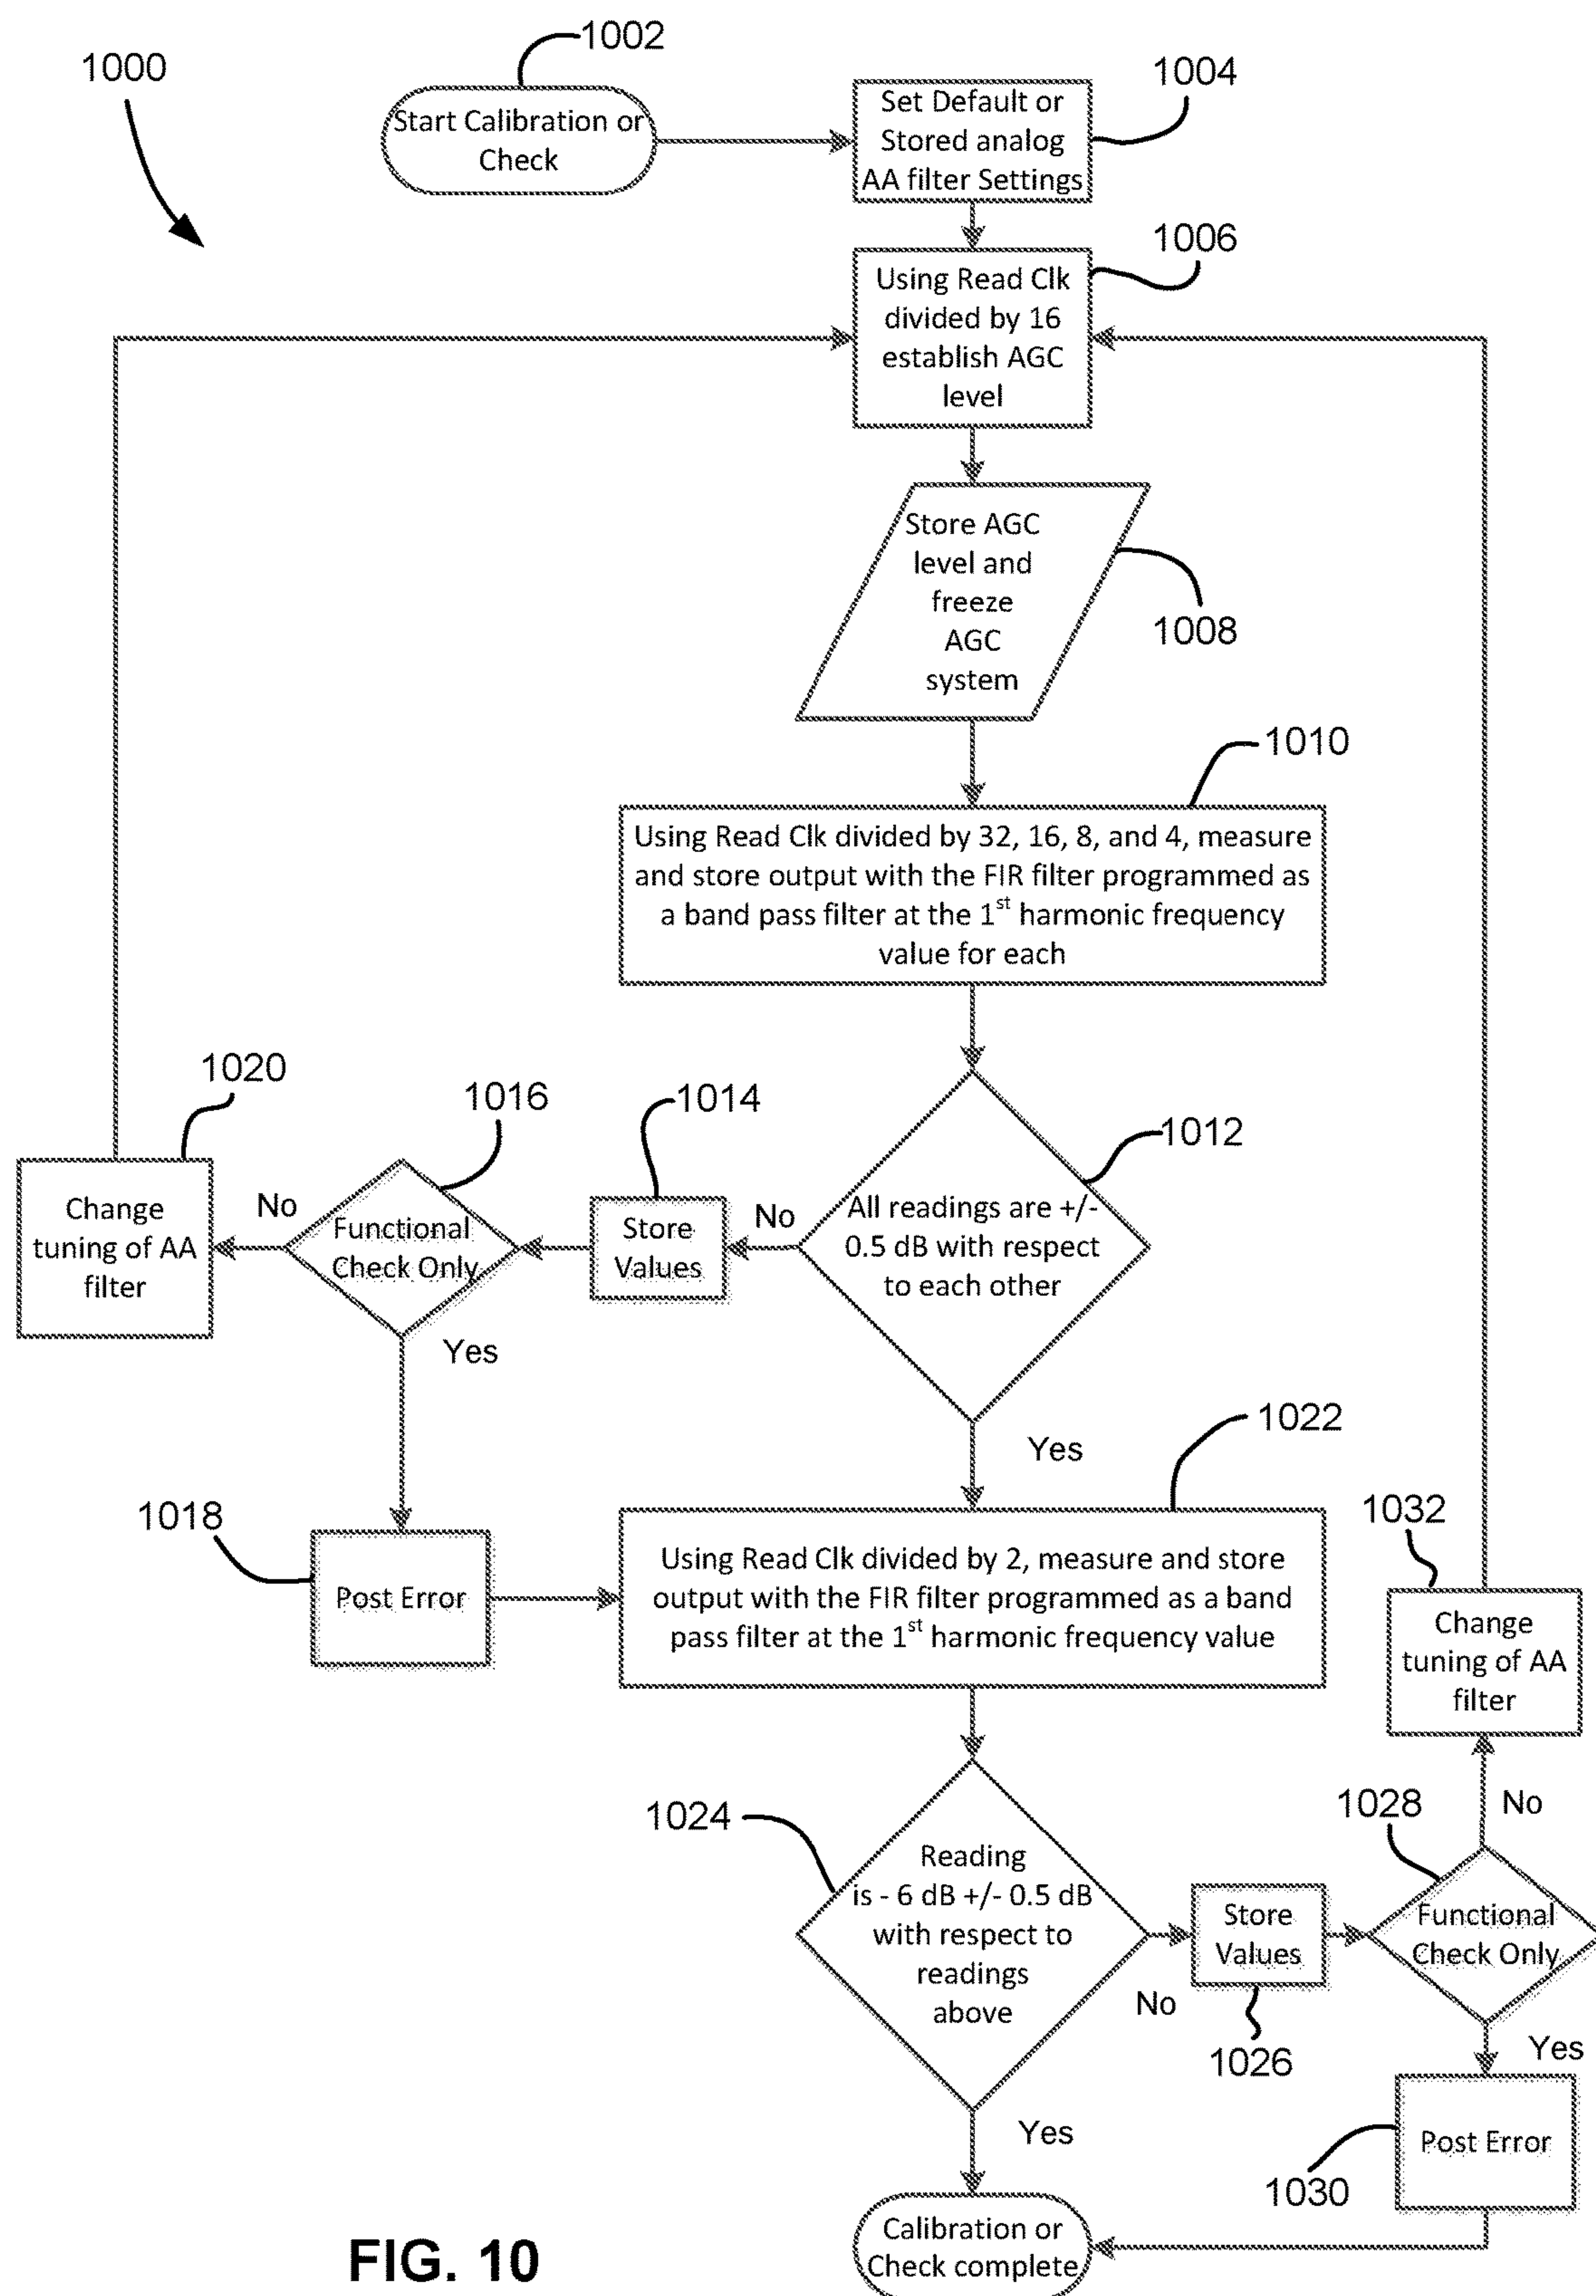 1000
1002
Start Calibration or
Check
1004
Set Default or
Stored analog
AA filter Settings
1006
Using Read Clk
divided by 16
establish AGC
level
Store AGC
level and
freeze
AGC
system
1008
1010
Using Read Clk divided by 32, 16, 8, and 4, measure
and store output with the FIR filter programmed as
a band pass filter at the 1st harmonic frequency
value for each
1012
All readings are +/-
0.5 dB with respect
to each other
No
Yes
1014
Store
Values
1016
Functional
Check Only
No
Yes
1020
Change
tuning of AA
filter
1018
Post Error
1022
Using Read Clk divided by 2, measure and store
output with the FIR filter programmed as a band
pass filter at the 1st harmonic frequency value
1024
Reading
is - 6 dB +/- 0.5 dB
with respect to
readings
above
No
Yes
Store
Values
1026
1028
Functional
Check Only
No
Yes
1032
Change
tuning of AA
filter
Post Error
1030
Calibration or
Check complete
FIG. 10